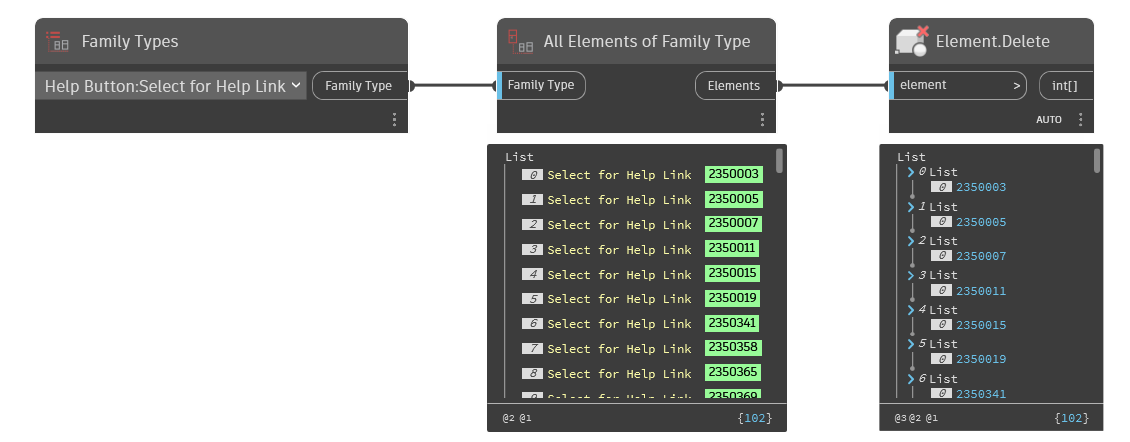 Family Types
Help Button:Select for Help Link
Family Type
All Elements of Family Type
Family Type
Elements
List
0 Select for Help Link 2350003
1 Select for Help Link 2350005
2 Select for Help Link 2350007
3 Select for Help Link 2350011
4 Select for Help Link 2350015
5 Select for Help Link 2350019
6 Select for Help Link 2350341
7 Select for Help Link 2350358
8 Select for Help Link 2350365
9 Select for Help Link 2350369
@2 @1 {102}
Element.Delete
element > int[]
AUTO
List
0 List
0 2350003
1 List
0 2350005
2 List
0 2350007
3 List
0 2350011
4 List
0 2350015
5 List
0 2350019
6 List
0 2350341
@3 @2 @1 {102}